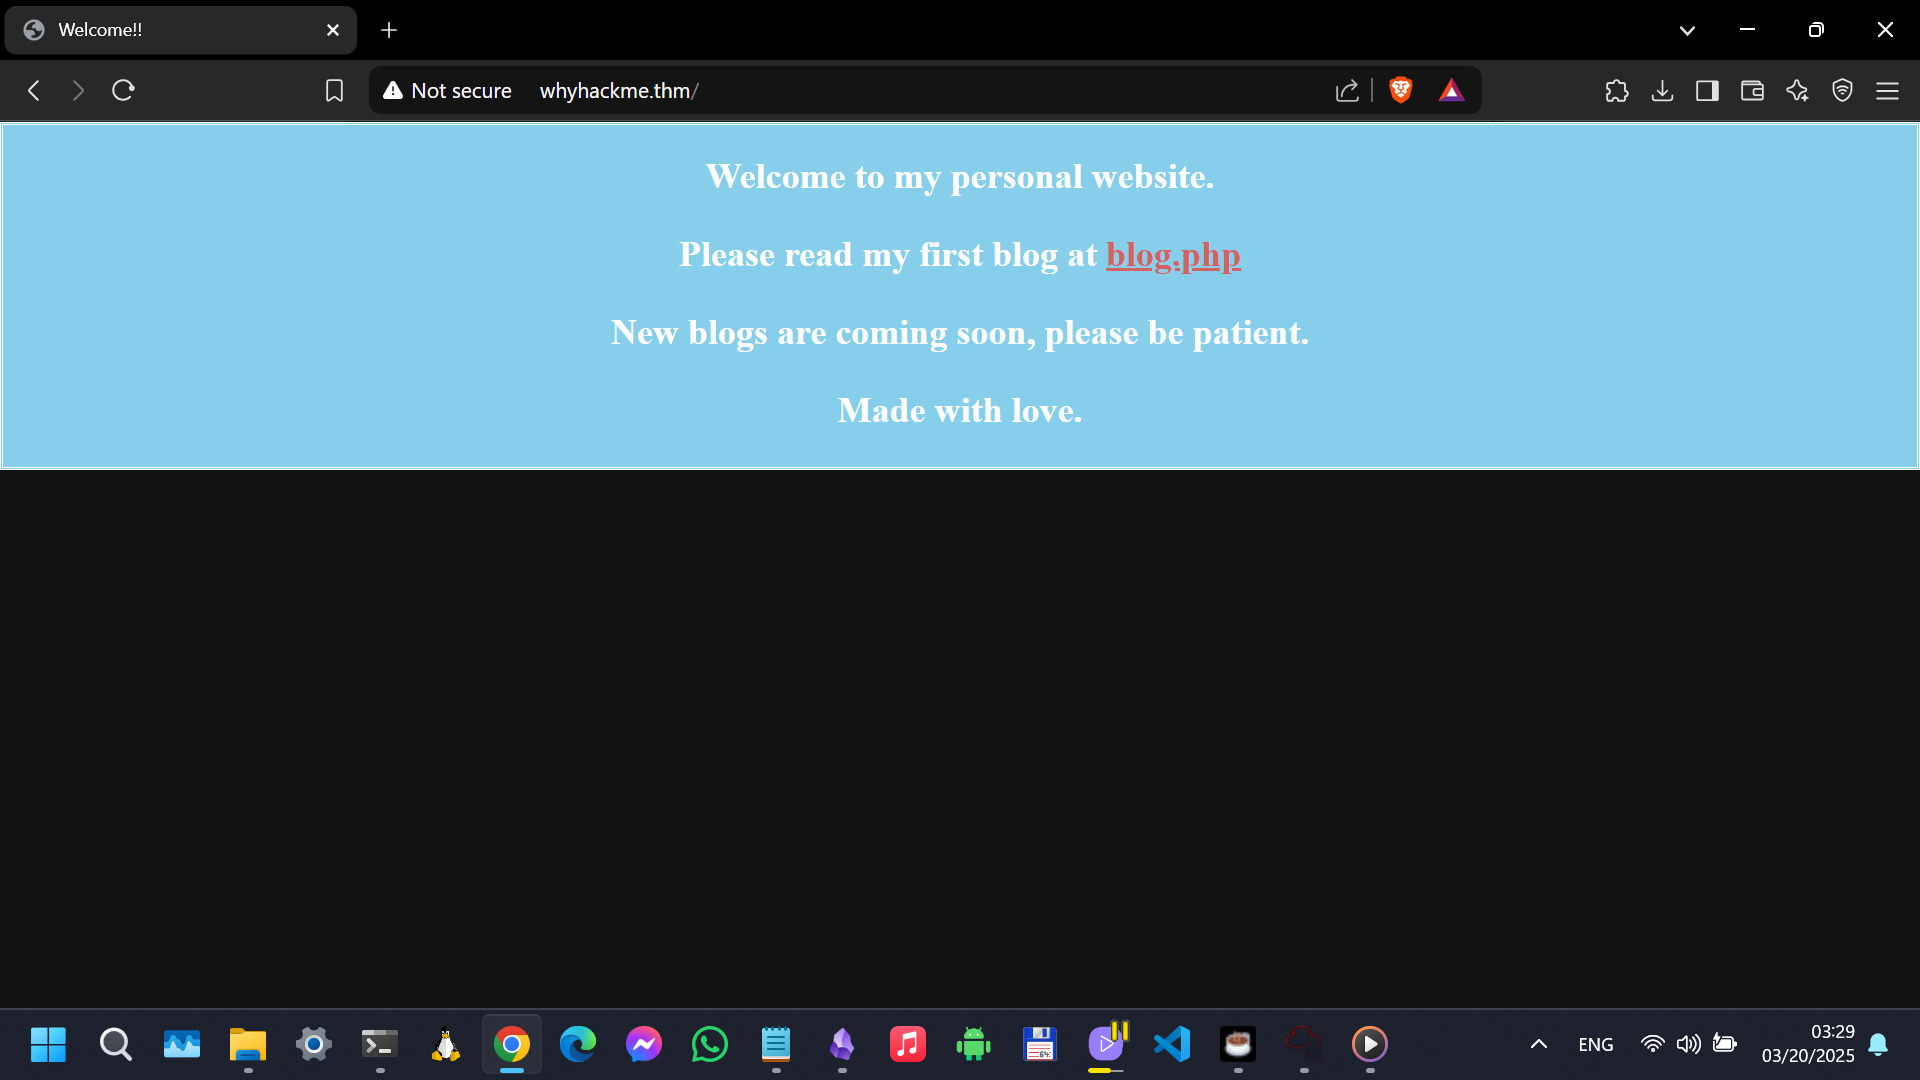 Welcome!!
Not secure whyhackme.thm/
Welcome to my personal website.
Please read my first blog at blog.php
New blogs are coming soon, please be patient.
Made with love.
64
ENG
03:29
03/20/2025